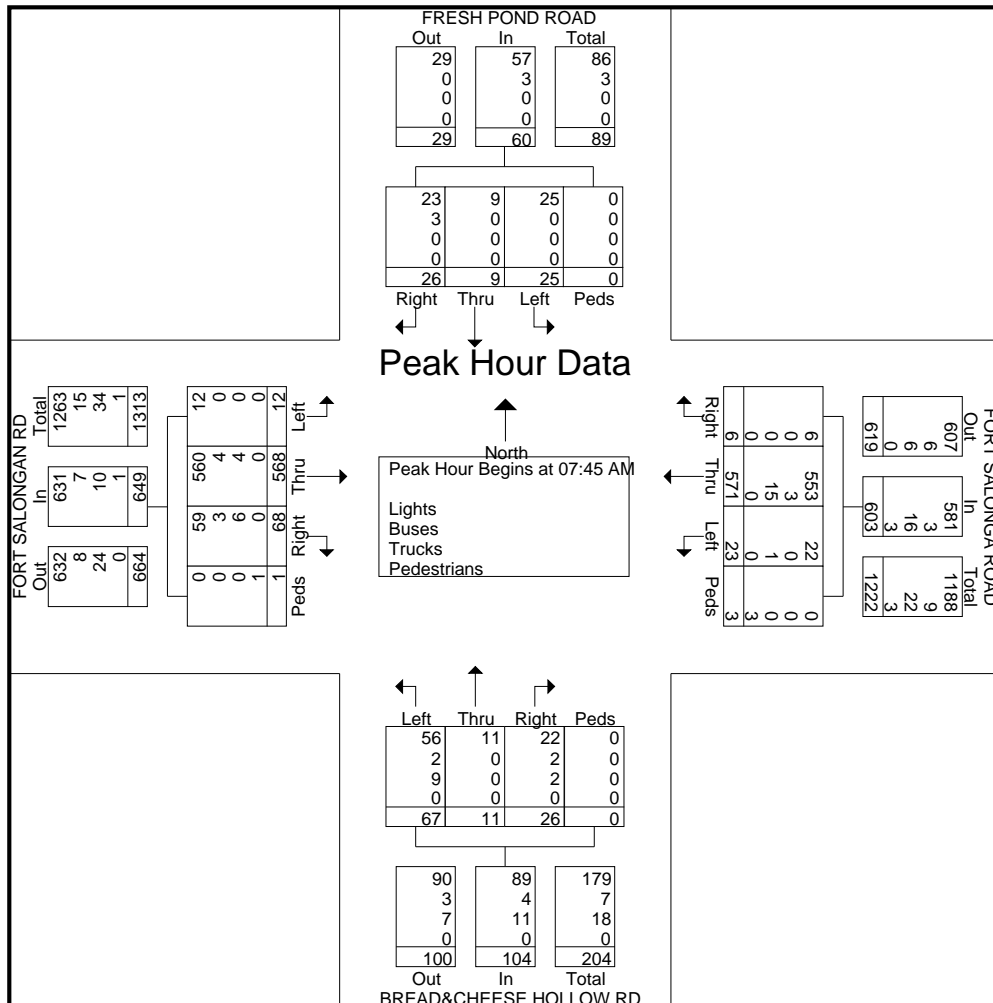 FRESH POND ROAD
Out In Total
29 57 86
0 3 3
0 0 0
0 0 0
29 60 89
23 9 25 0
3 0 0 0
0 0 0 0
0 0 0 0
26 9 25 0
Right Thru Left Peds
Peak Hour Data
FORT SALONGAN RD
Total
1263 15 34 1 1313
In
631 7 10 1 649
Out
632 8 24 0 664
12 0 0 0 12
Left
560 4 4 0 568
Thru
59 3 6 0 68
Right
0 0 0 1 1
Peds
North
Peak Hour Begins at 07:45 AM
Lights
Buses
Trucks
Pedestrians
Right
6 0 0 0 6
Thru
553 3 15 0 571
Left
22 0 1 0 23
Peds
0 0 0 3 3
FORT SALONGA ROAD
Out
607 6 6 0 619
In
581 3 16 3 603
Total
1188 9 22 3 1222
Left Thru Right Peds
56 11 22 0
2 0 2 0
9 0 2 0
0 0 0 0
67 11 26 0
90 89 179
3 4 7
7 11 18
0 0 0
100 104 204
Out In Total
BREAD&CHEESE HOLLOW RD